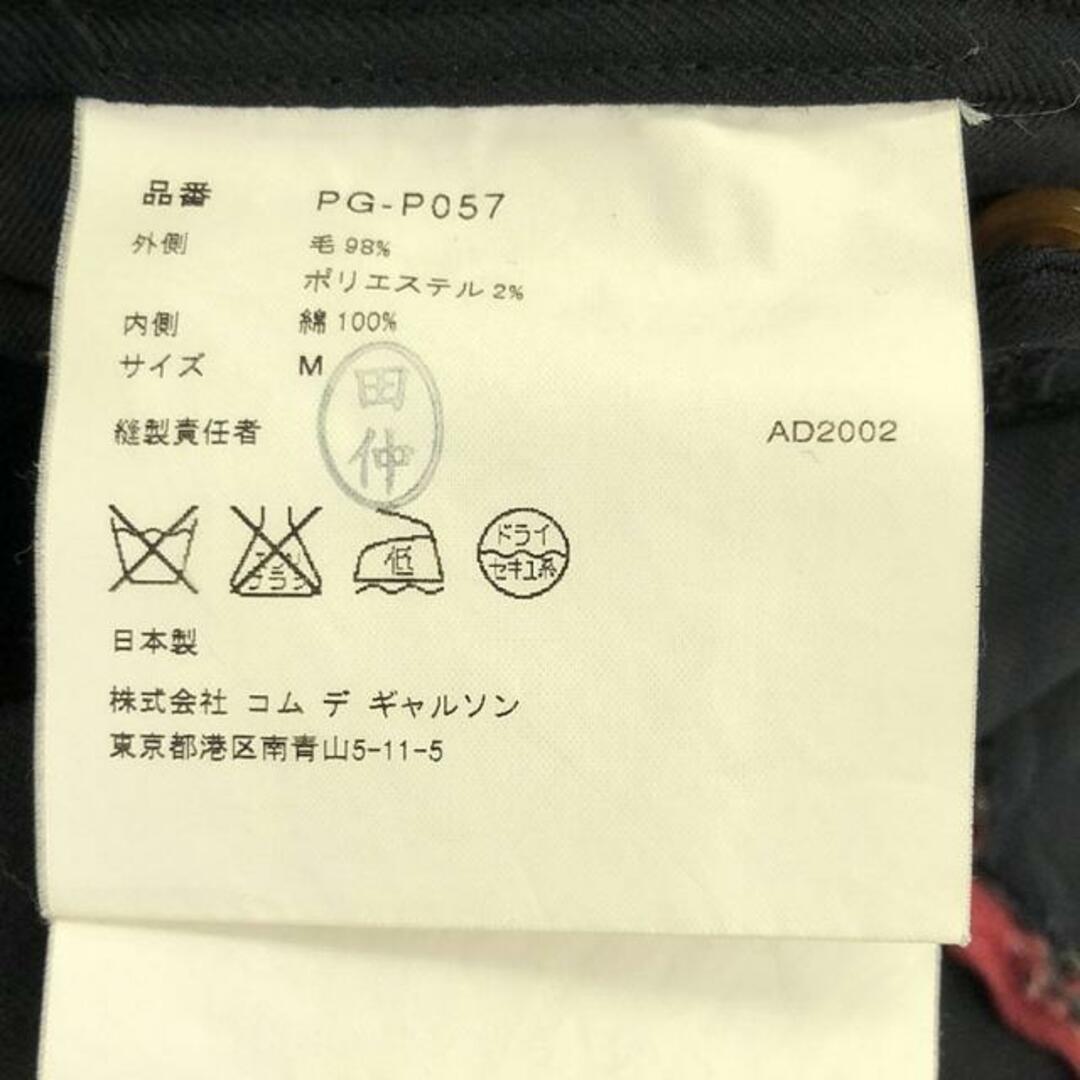 品番 PG-P057
外側 毛 98%
ポリエステル 2%
内側 綿 100%
サイズ M
田仲
縫製責任者 AD2002
低
ドライ
セキユ系
日本製
株式会社 コム デ ギャルソン
東京都港区南青山5-11-5